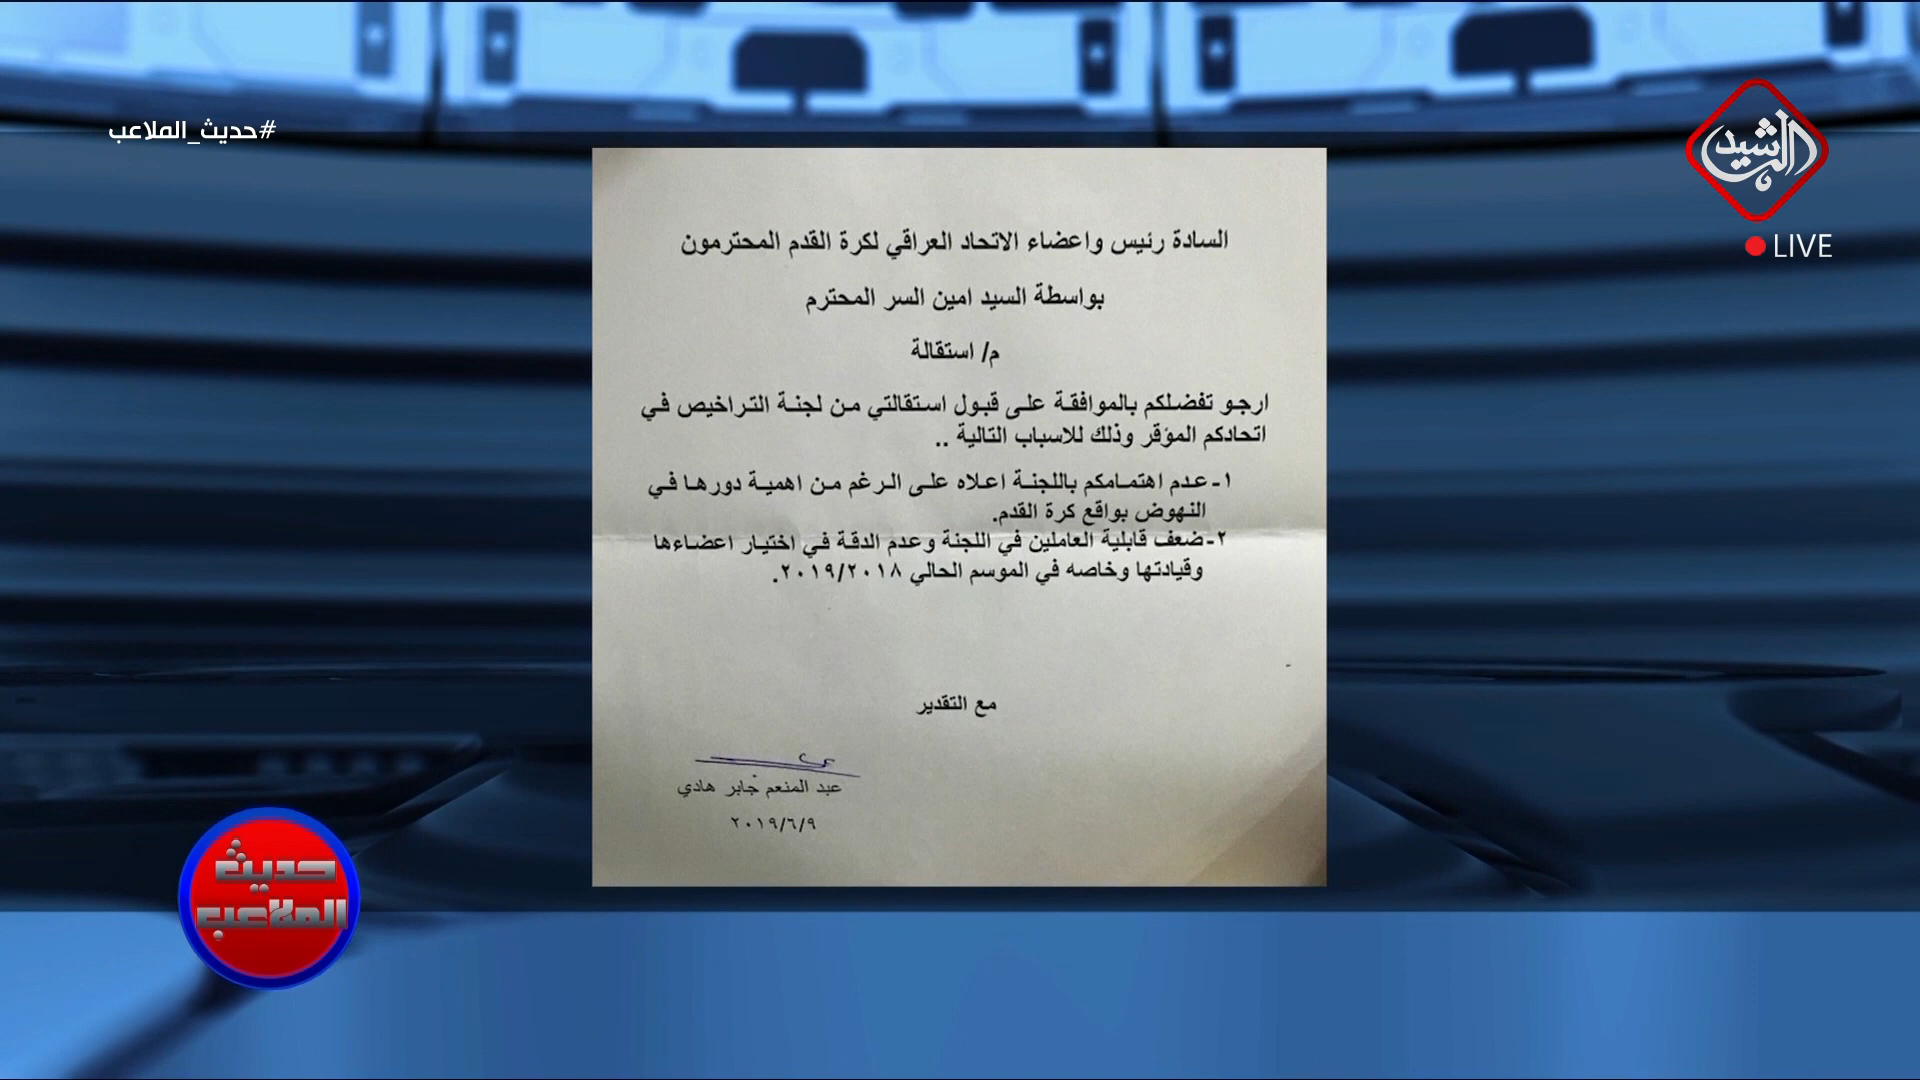 #حديث_الملاعب
الرشيد
LIVE
السادة رئيس واعضاء الاتحاد العراقي لكرة القدم المحترمون
بواسطة السيد امين السر المحترم
م/ استقالة
ارجو تفضلكم بالموافقة على قبول استقالتي من لجنة التراخيص في
اتحادكم المؤقر وذلك للاسباب التالية ..
١- عدم اهتمامكم باللجنة اعلاه على الرغم من اهمية دورها في
النهوض بواقع كرة القدم.
٢- ضعف قابلية العاملين في اللجنة وعدم الدقة في اختيار اعضاءها
وقيادتها وخاصه في الموسم الحالي ٢٠١٩/٢٠١٨.
مع التقدير
عبد المنعم جابر هادي
٢٠١٩/٦/٩
حديث
الملاعب